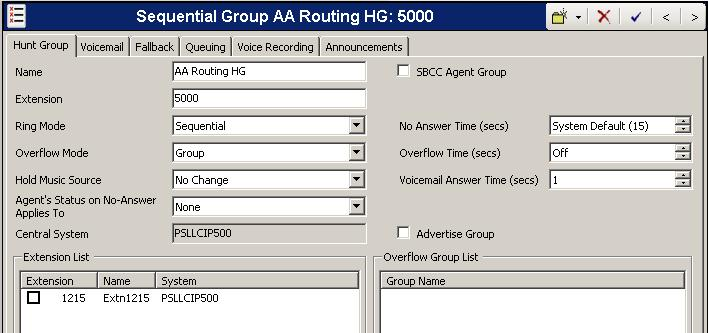 Sequential Group AA Routing HG: 5000
Hunt Group Voicemail Fallback Queuing Voice Recording Announcements
Name AA Routing HG SBCC Agent Group
Extension 5000
Ring Mode Sequential No Answer Time (secs) System Default (15)
Overflow Mode Group Overflow Time (secs) Off
Hold Music Source No Change Voicemail Answer Time (secs) 1
Agent's Status on No-Answer
Applies To None
Central System PSLLCIP500 Advertise Group
Extension List Overflow Group List
Extension Name System Group Name
1215 Extn1215 PSLLCIP500